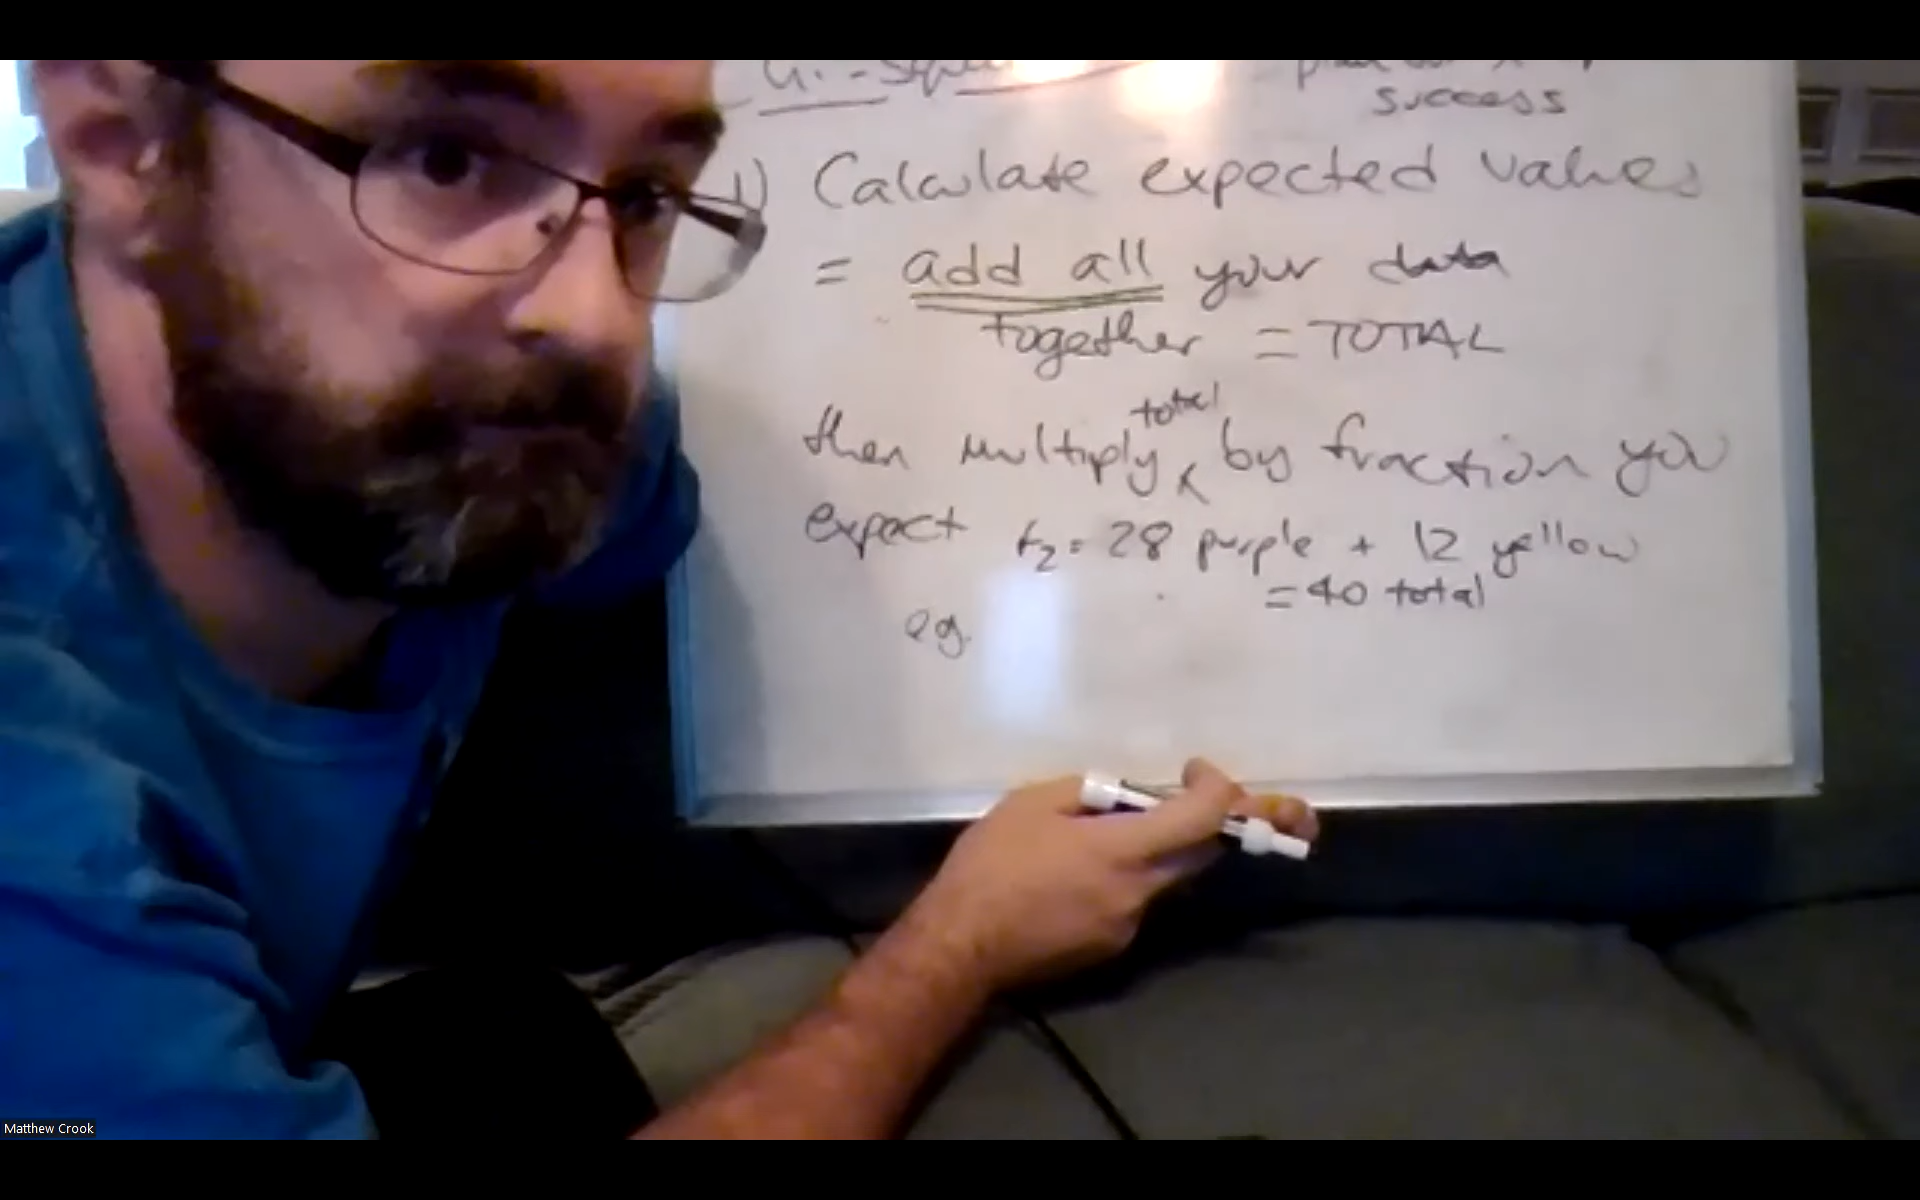 success
1) Calculate expected values
= add all your data
together = TOTAL
total
then multiply by fraction you
expect F2 = 28 purple + 12 yellow
= 40 total
eg.
Matthew Crook